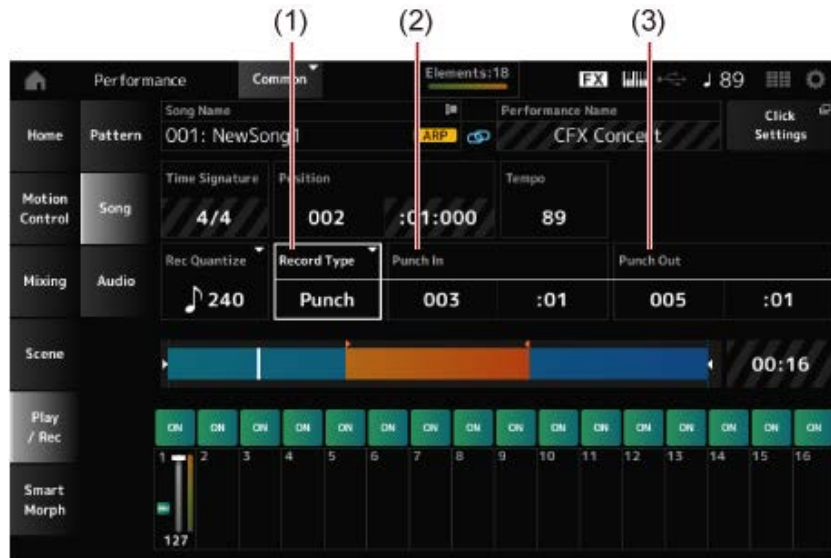 (1) (2) (3)
Performance Common Elements:18 FX 89
Home Pattern Song Name Performance Name Click Settings
001: NewSong1 ARP CFX Concert
Motion Control Song Time Signature Position Tempo
4/4 002 :01:000 89
Mixing Audio Rec Quantize Record Type Punch In Punch Out
240 Punch 003 :01 005 :01
Scene 00:16
Play / Rec ON ON ON ON ON ON ON ON ON ON ON ON ON ON ON ON
1 2 3 4 5 6 7 8 9 10 11 12 13 14 15 16
Smart Morph
127